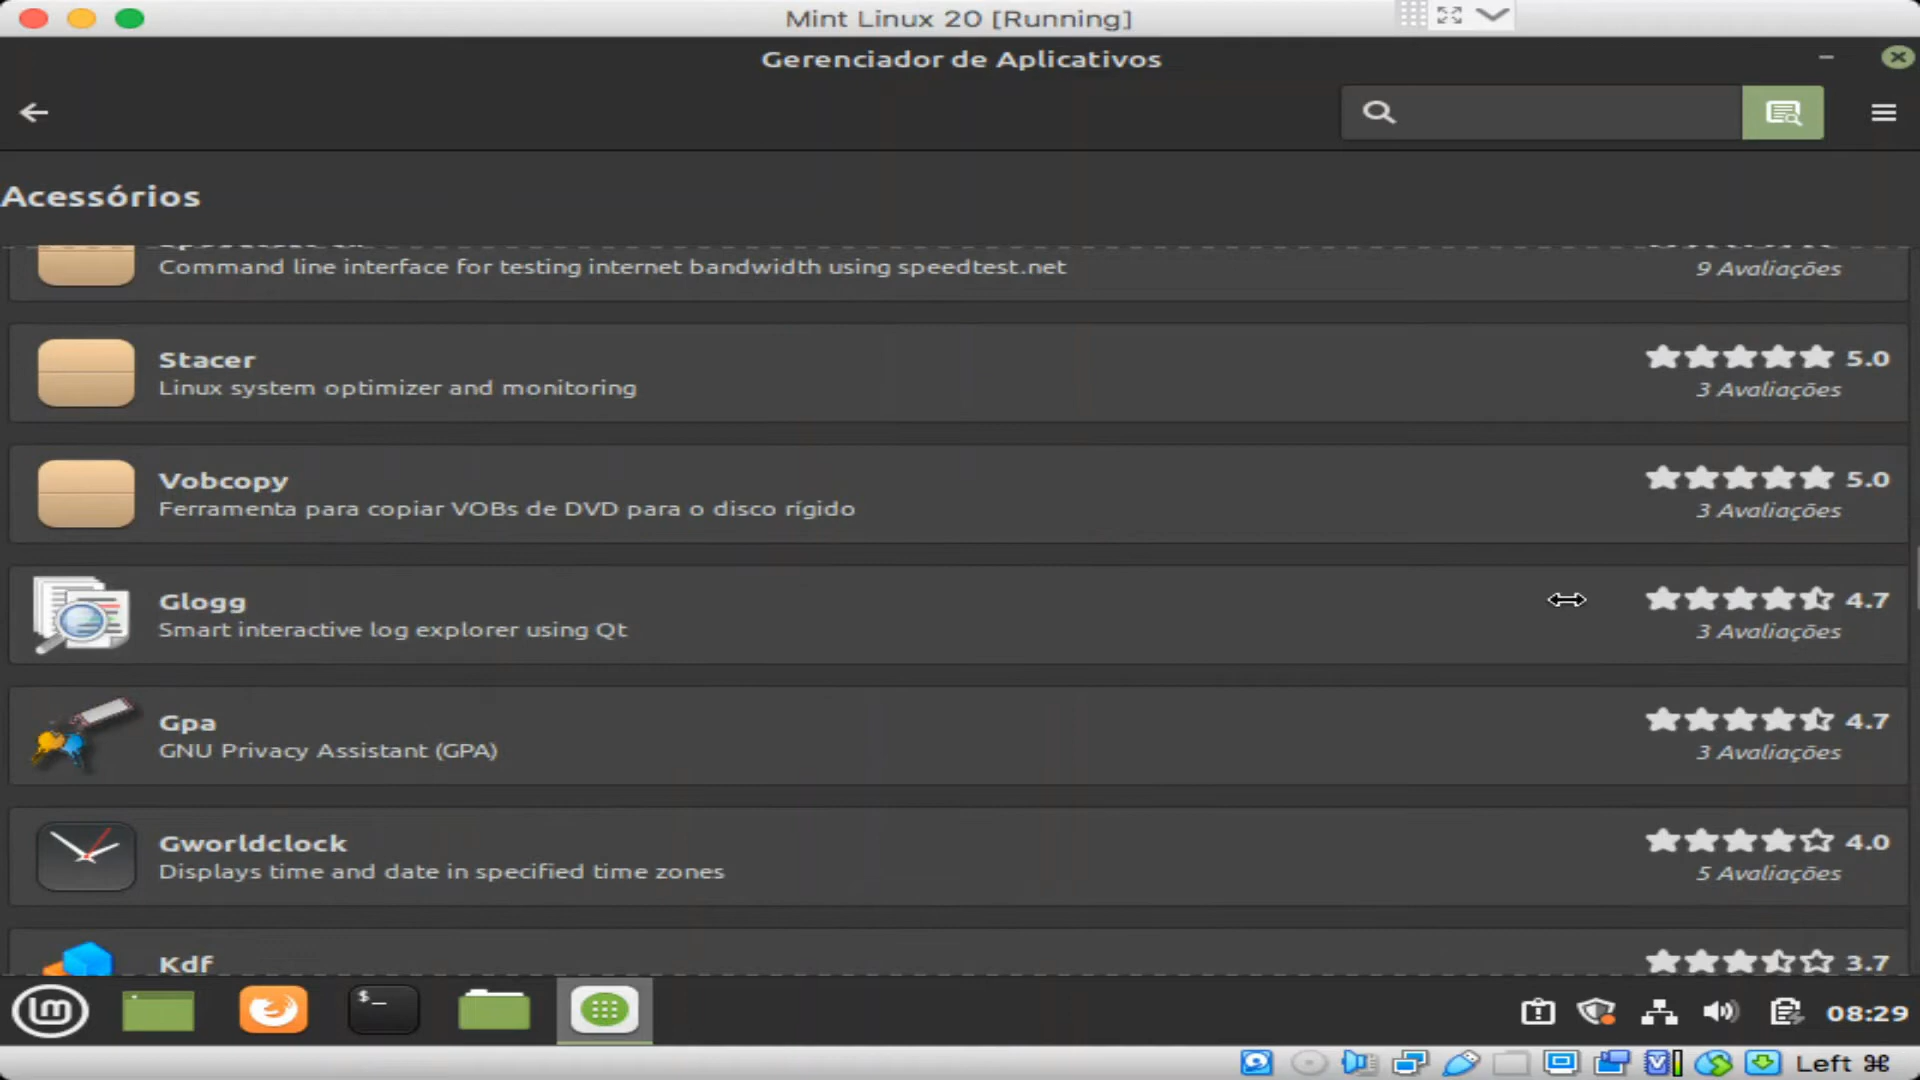 Mint Linux 20 [Running]
Gerenciador de Aplicativos
Acessórios
Command line interface for testing internet bandwidth using speedtest.net
9 Avaliações
Stacer
5.0
Linux system optimizer and monitoring
3 Avaliações
Vobcopy
5.0
Ferramenta para copiar VOBs de DVD para o disco rígido
3 Avaliações
Glogg
4.7
Smart interactive log explorer using Qt
3 Avaliações
Gpa
4.7
GNU Privacy Assistant (GPA)
3 Avaliações
Gworldclock
4.0
Displays time and date in specified time zones
5 Avaliações
Kdf
3.7
$_
08:29
Left ⌘